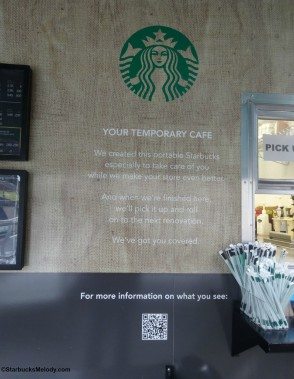 YOUR TEMPORARY CAFE
We created this portable Starbucks
especially to take care of you
while we make your store even better.
And when we're finished here,
we'll pick it up and roll
on to the next renovation.
We've got you covered.
PICK
For more information on what you see:
©StarbucksMelody.com